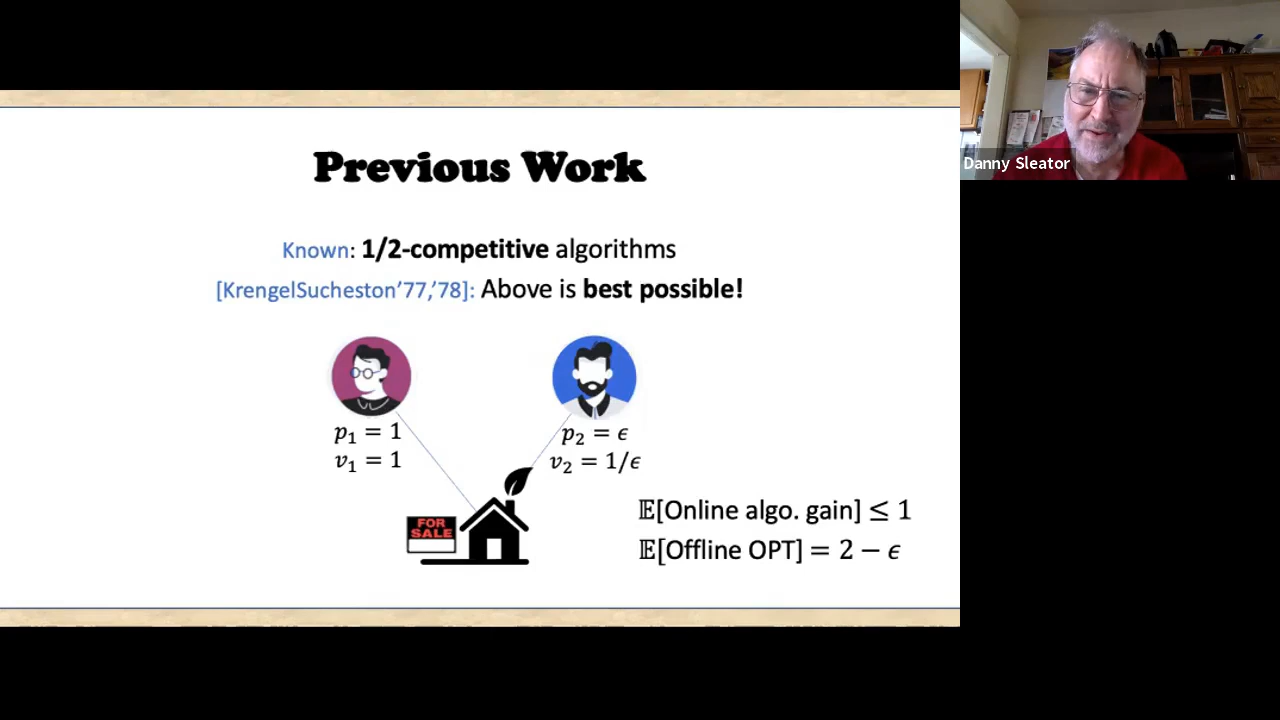 Previous Work
Known: 1/2-competitive algorithms
[KrengelSucheston’77,’78]: Above is best possible!
p₁ = 1
v₁ = 1
p₂ = ϵ
v₂ = 1/ϵ
FOR
SALE
𝔼[Online algo. gain] ≤ 1
𝔼[Offline OPT] = 2 − ϵ
Danny Sleator